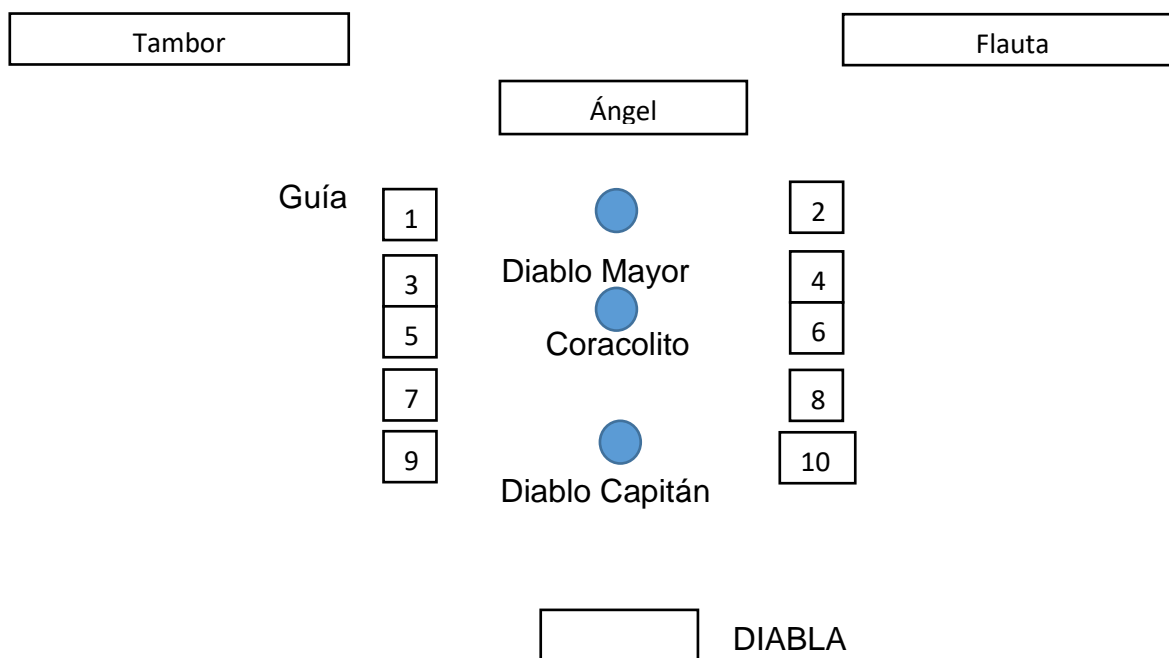 Tambor
Flauta
Ángel
Guía
1
2
Diablo Mayor
3
4
Coracolito
5
6
7
8
9
10
Diablo Capitán
DIABLA